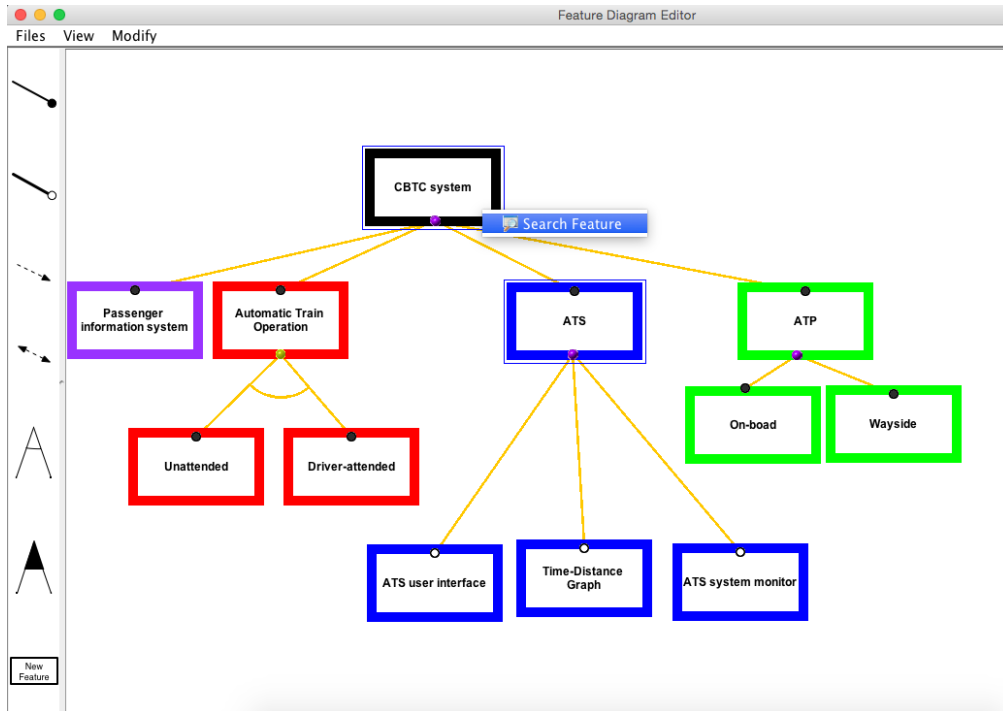 Feature Diagram Editor
Files View Modify
CBTC system
Search Feature
Passenger
information system
Automatic Train
Operation
ATS
ATP
On-boad
Wayside
Unattended
Driver-attended
ATS user interface
Time-Distance
Graph
ATS system monitor
New
Feature